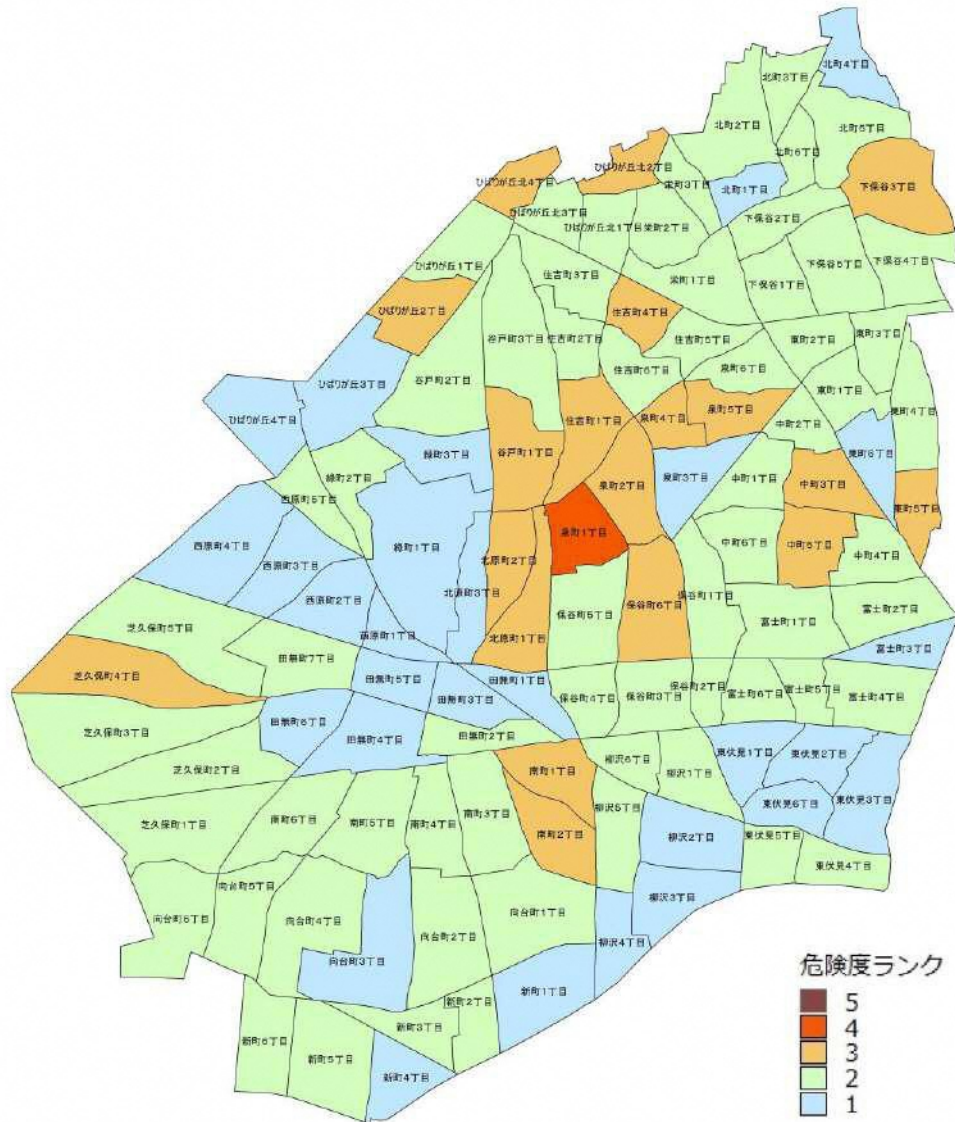 北町4丁目
北町3丁目
北町2丁目
北町5丁目
北町6丁目
ひばりが丘北2丁目
ひばりが丘北4丁目
栄町3丁目
北町1丁目
下保谷3丁目
ひばりが丘北3丁目
ひばりが丘北1丁目
栄町2丁目
下保谷2丁目
ひばりが丘1丁目
住吉町3丁目
栄町1丁目
下保谷1丁目
下保谷5丁目
下保谷4丁目
ひばりが丘2丁目
住吉町4丁目
谷戸町3丁目
住吉町2丁目
住吉町5丁目
東町2丁目
東町3丁目
ひばりが丘3丁目
谷戸町2丁目
住吉町6丁目
泉町6丁目
東町1丁目
ひばりが丘4丁目
住吉町1丁目
泉町4丁目
泉町5丁目
中町2丁目
東町4丁目
緑町3丁目
谷戸町1丁目
東町6丁目
緑町2丁目
西原町5丁目
泉町2丁目
泉町3丁目
中町1丁目
中町3丁目
東町5丁目
泉町1丁目
西原町4丁目
緑町1丁目
中町6丁目
中町5丁目
中町4丁目
西原町3丁目
北原町2丁目
西原町2丁目
北原町3丁目
保谷町5丁目
保谷町6丁目
保谷町1丁目
富士町2丁目
芝久保町5丁目
西原町1丁目
北原町1丁目
富士町1丁目
富士町3丁目
田無町7丁目
芝久保町4丁目
田無町5丁目
田無町1丁目
田無町3丁目
保谷町4丁目
保谷町3丁目
保谷町2丁目
富士町6丁目
富士町5丁目
富士町4丁目
田無町6丁目
芝久保町3丁目
田無町4丁目
田無町2丁目
東伏見1丁目
東伏見2丁目
柳沢6丁目
芝久保町2丁目
南町1丁目
柳沢1丁目
東伏見3丁目
東伏見6丁目
芝久保町1丁目
南町6丁目
南町5丁目
南町4丁目
南町3丁目
南町2丁目
柳沢5丁目
柳沢2丁目
東伏見5丁目
東伏見4丁目
向台町5丁目
向台町6丁目
向台町4丁目
柳沢3丁目
向台町1丁目
向台町2丁目
柳沢4丁目
向台町3丁目
新町1丁目
新町2丁目
新町3丁目
新町6丁目
新町5丁目
新町4丁目
危険度ランク
5
4
3
2
1